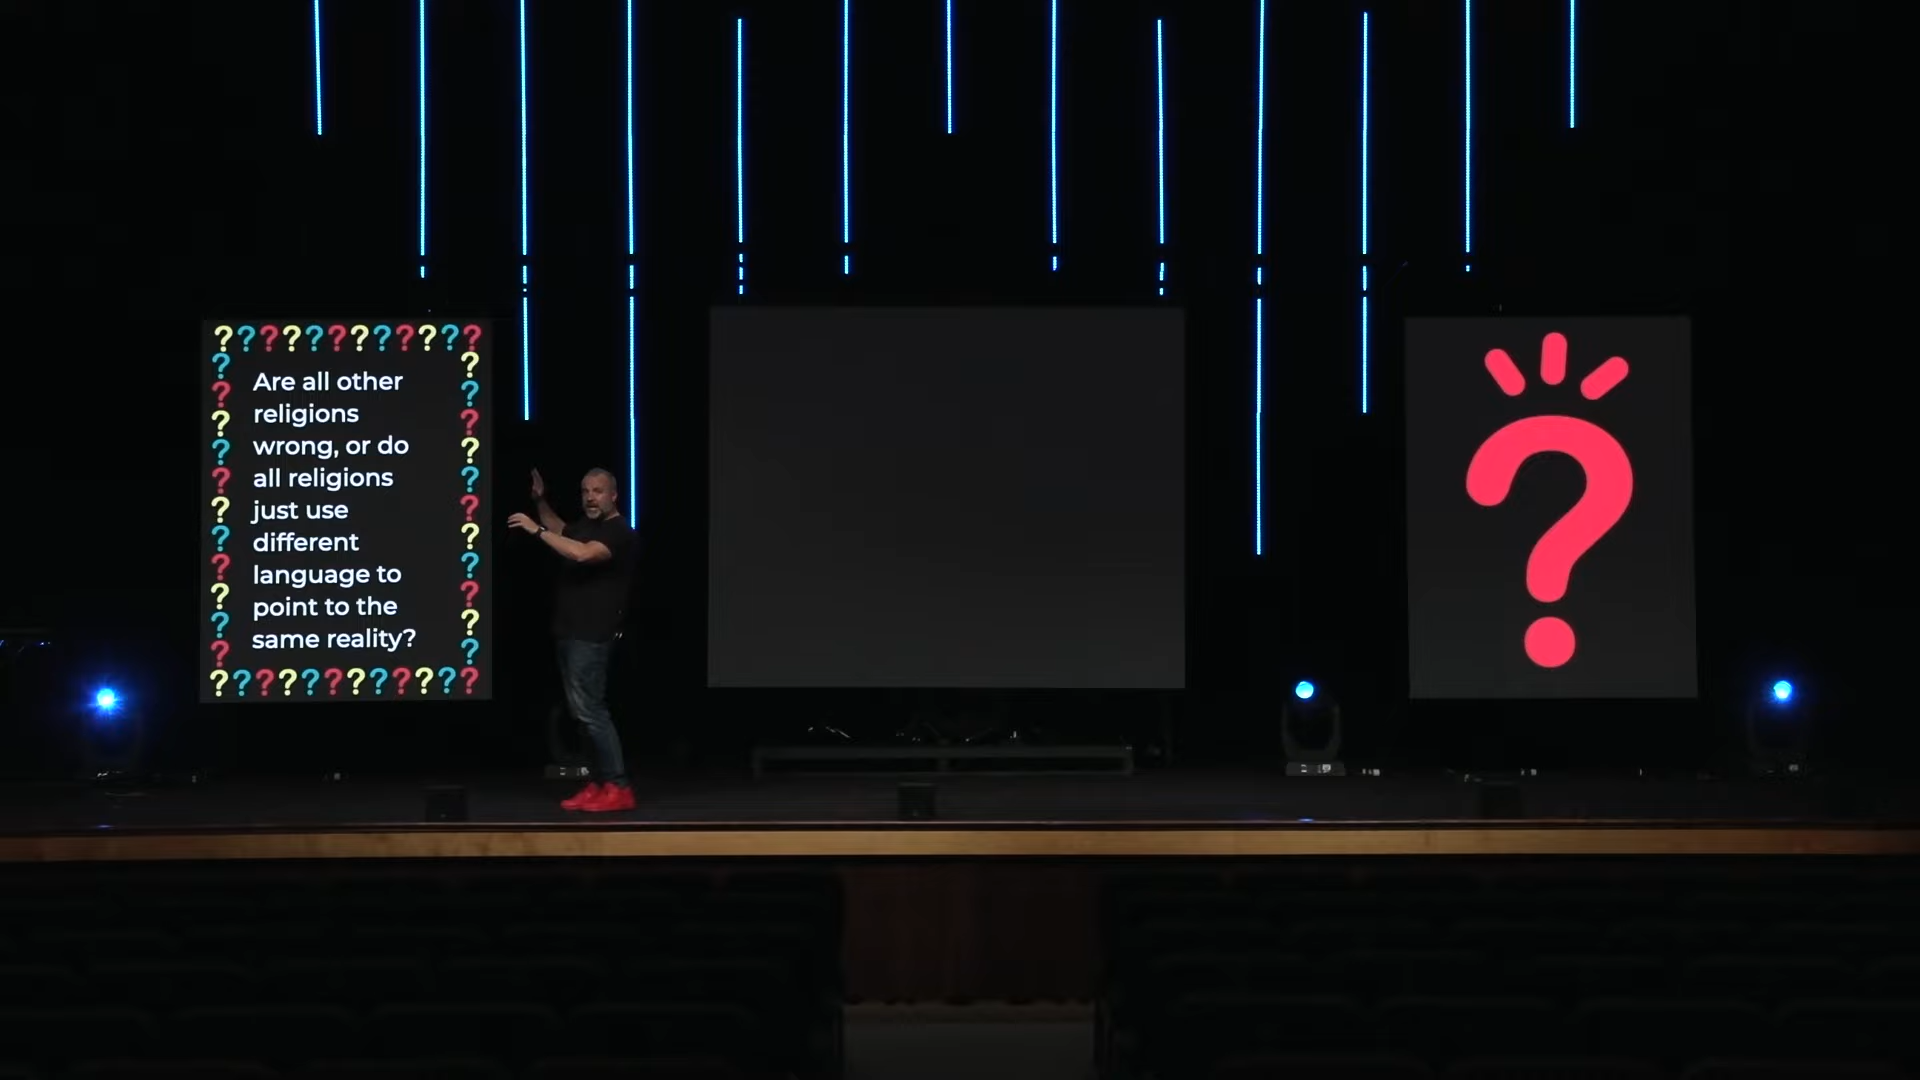 Are all other
religions
wrong, or do
all religions
just use
different
language to
point to the
same reality?
?